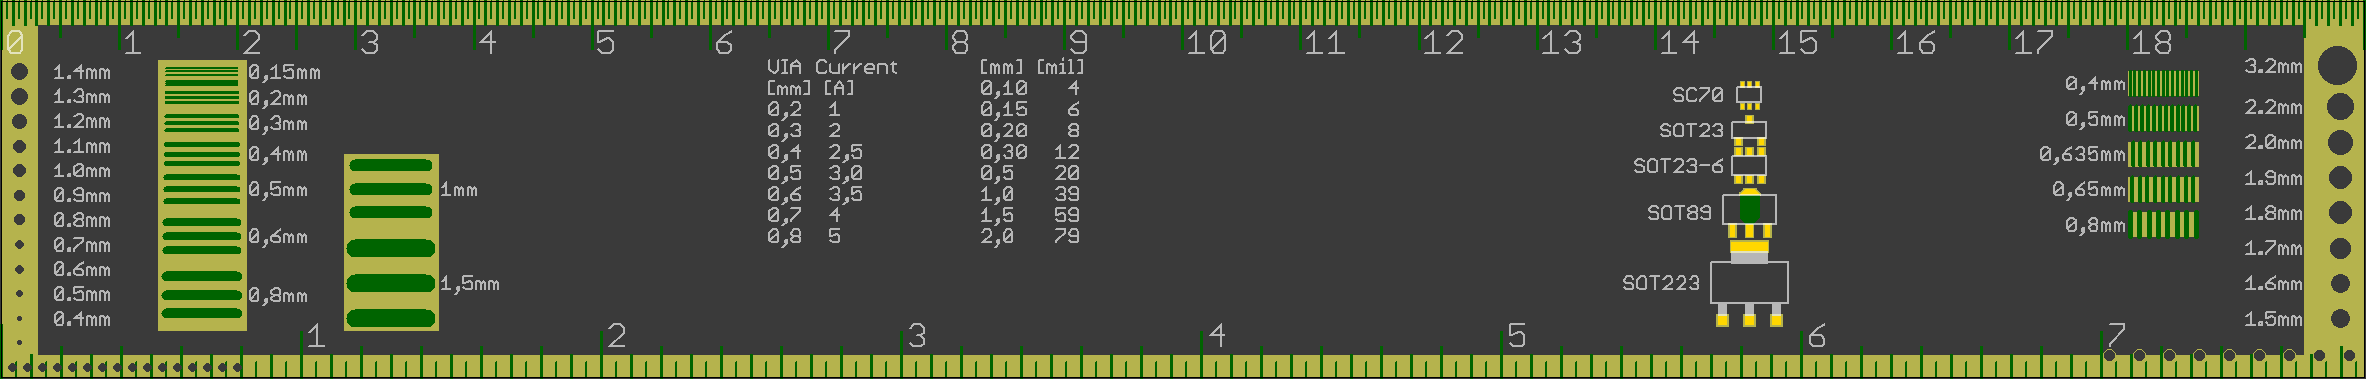 0 1 2 3 4 5 6 7 8 9 10 11 12 13 14 15 16 17 18
1.4mm
1.3mm
1.2mm
1.1mm
1.0mm
0.9mm
0.8mm
0.7mm
0.6mm
0.5mm
0.4mm
0,15mm
0,2mm
0,3mm
0,4mm
0,5mm
0,6mm
0,8mm
1mm
1,5mm
VIA Current
[mm] [A]
0,2 1
0,3 2
0,4 2,5
0,5 3,0
0,6 3,5
0,7 4
0,8 5
[mm] [mil]
0,10 4
0,15 6
0,20 8
0,30 12
0,5 20
1,0 39
1,5 59
2,0 79
SC70
SOT23
SOT23-6
SOT89
SOT223
0,4mm
0,5mm
0,635mm
0,65mm
0,8mm
3.2mm
2.2mm
2.0mm
1.9mm
1.8mm
1.7mm
1.6mm
1.5mm
1 2 3 4 5 6 7